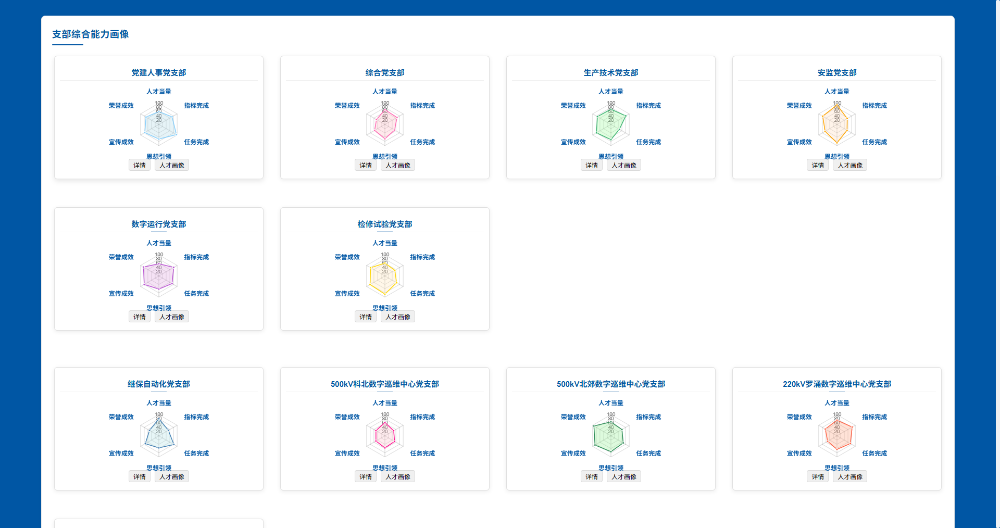 支部综合能力画像
党建人事党支部
人才当量
指标完成
任务完成
思想引领
宣传成效
荣誉成效
100
80
60
40
20
详情
人才画像
综合党支部
人才当量
指标完成
任务完成
思想引领
宣传成效
荣誉成效
100
80
60
40
20
详情
人才画像
生产技术党支部
人才当量
指标完成
任务完成
思想引领
宣传成效
荣誉成效
100
80
60
40
20
详情
人才画像
安监党支部
人才当量
指标完成
任务完成
思想引领
宣传成效
荣誉成效
100
80
60
40
20
详情
人才画像
数字运行党支部
人才当量
指标完成
任务完成
思想引领
宣传成效
荣誉成效
100
80
60
40
20
详情
人才画像
检修试验党支部
人才当量
指标完成
任务完成
思想引领
宣传成效
荣誉成效
100
80
60
40
20
详情
人才画像
继保自动化党支部
人才当量
指标完成
任务完成
思想引领
宣传成效
荣誉成效
100
80
60
40
20
详情
人才画像
500kV科北数字巡维中心党支部
人才当量
指标完成
任务完成
思想引领
宣传成效
荣誉成效
100
80
60
40
20
详情
人才画像
500kV北郊数字巡维中心党支部
人才当量
指标完成
任务完成
思想引领
宣传成效
荣誉成效
100
80
60
40
20
详情
人才画像
220kV罗涌数字巡维中心党支部
人才当量
指标完成
任务完成
思想引领
宣传成效
荣誉成效
100
80
60
40
20
详情
人才画像